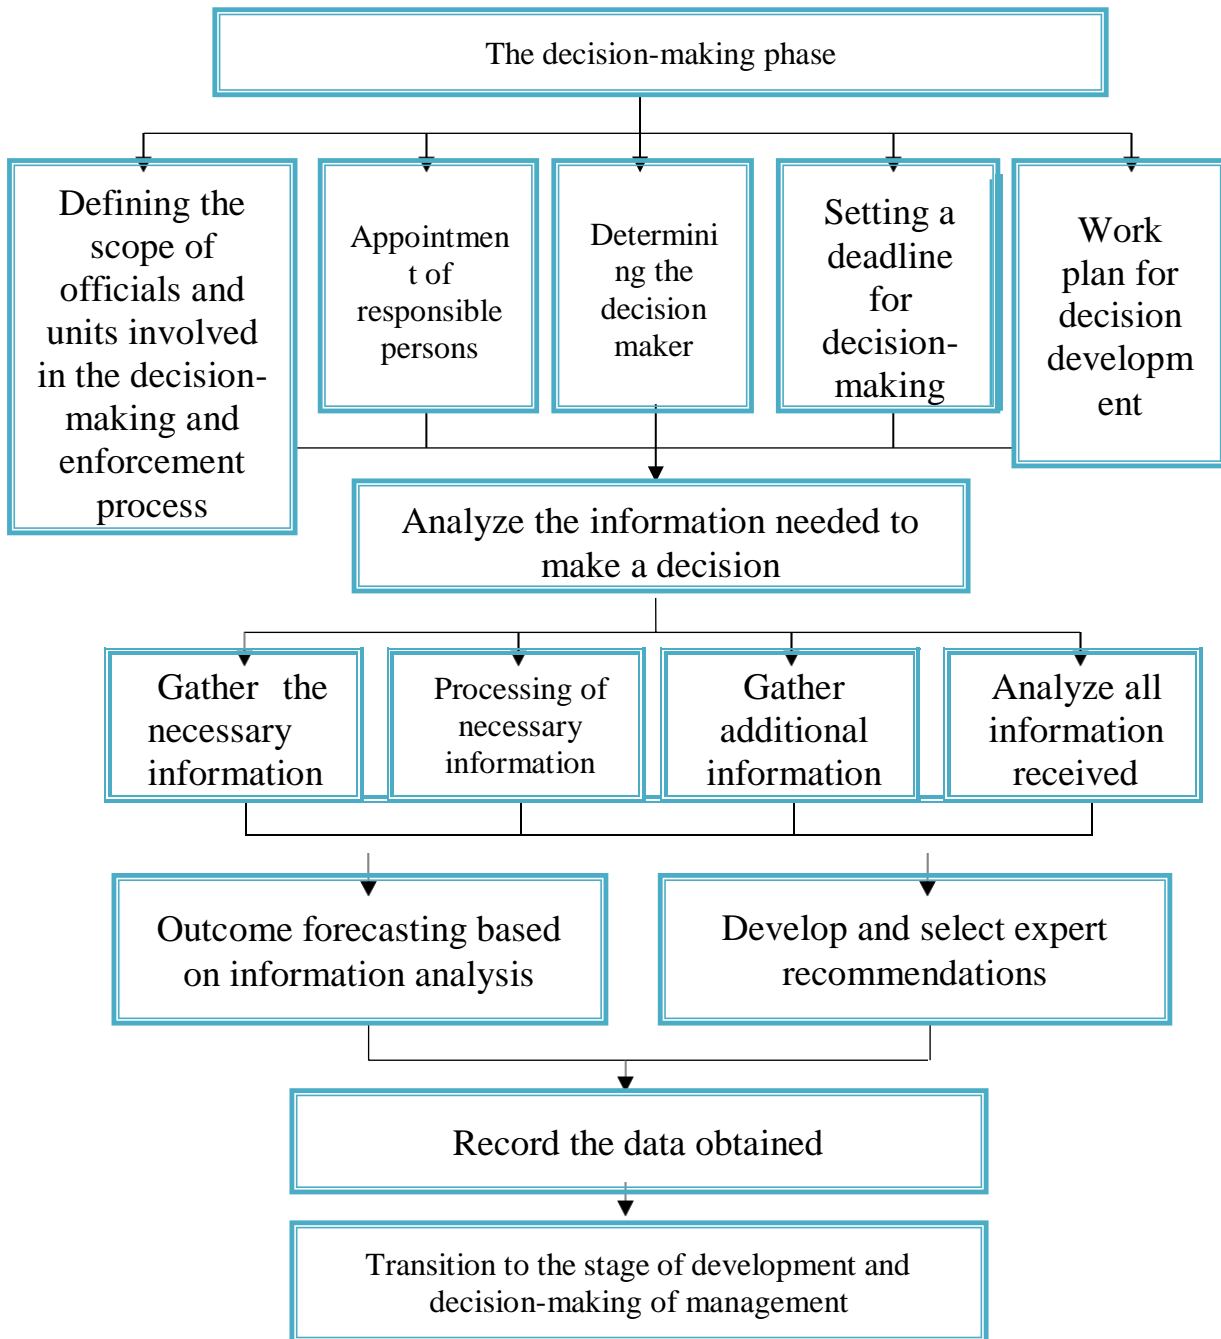 The decision-making phase
Defining the
scope of
officials and
units involved
in the decision-
making and
enforcement
process
Appointmen
t of
responsible
persons
Determini
ng the
decision
maker
Setting a
deadline
for
decision-
making
Work
plan for
decision
developm
ent
Analyze the information needed to
make a decision
Gather the
necessary
information
Processing of
necessary
information
Gather
additional
information
Analyze all
information
received
Outcome forecasting based
on information analysis
Develop and select expert
recommendations
Record the data obtained
Transition to the stage of development and
decision-making of management